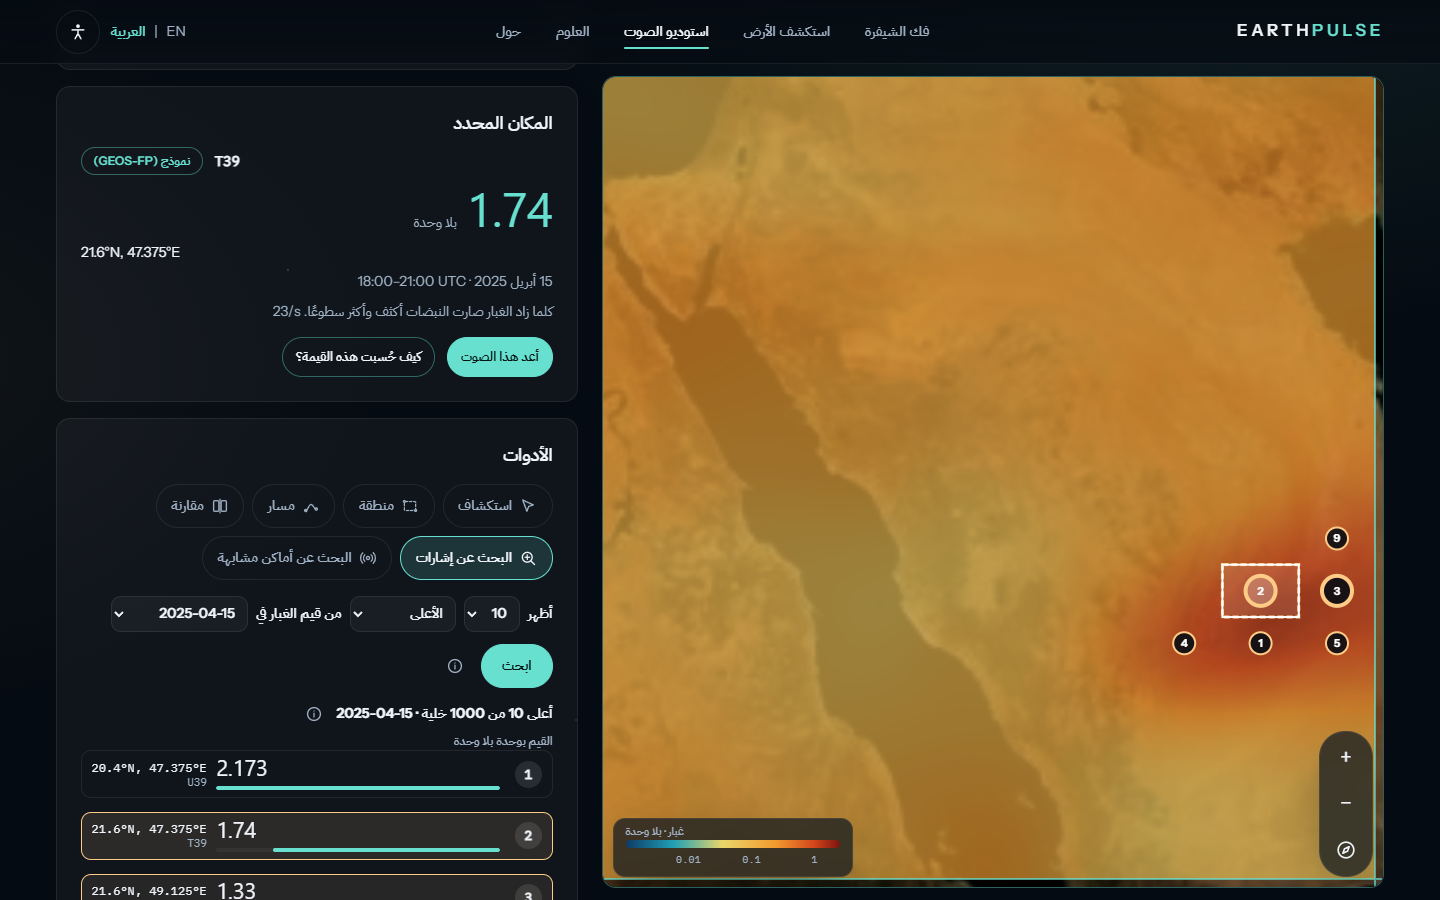 EARTHPULSE
فك الشيفرة
استكشف الأرض
استوديو الصوت
العلوم
حول
العربية | EN
المكان المحدد
T39
نموذج (GEOS-FP)
1.74 بلا وحدة
21.6°N, 47.375°E
15 أبريل 2025 · 18:00–21:00 UTC
كلما زاد الغبار صارت النبضات أكثف وأكثر سطوعًا. 23/s
أعد هذا الصوت
كيف حُسبت هذه القيمة؟
الأدوات
استكشاف
منطقة
مسار
مقارنة
البحث عن إشارات
البحث عن أماكن مشابهة
أظهر 10 الأعلى من قيم الغبار في 2025-04-15
ابحث
أعلى 10 من 1000 خلية · 2025-04-15
القيم بوحدة بلا وحدة
1
2.173
20.4°N, 47.375°E
U39
2
1.74
21.6°N, 47.375°E
T39
3
1.33
21.6°N, 49.125°E
9
2
3
4
1
5
غبار · بلا وحدة
0.01
0.1
1
+
−